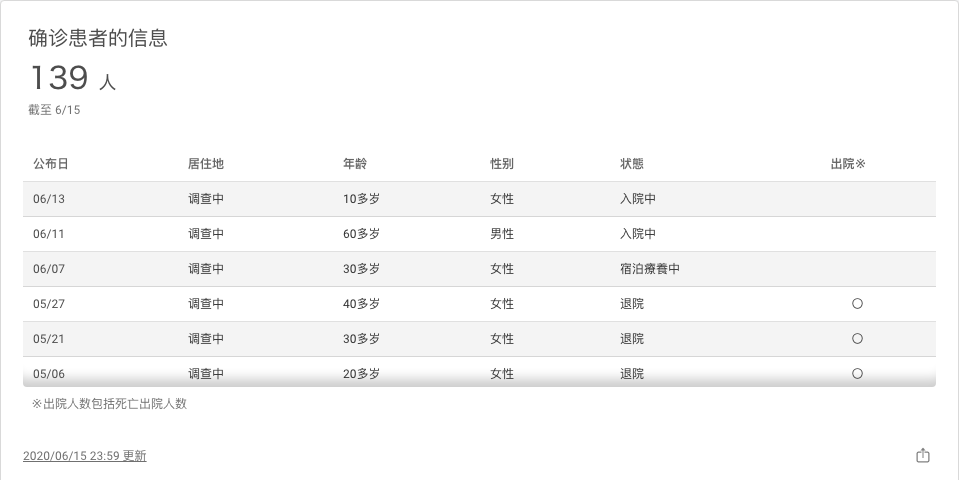 确诊患者的信息
139 人
截至 6/15
公布日 居住地 年龄 性别 状態 出院※
06/13 调查中 10多岁 女性 入院中
06/11 调查中 60多岁 男性 入院中
06/07 调查中 30多岁 女性 宿泊療養中
05/27 调查中 40多岁 女性 退院 〇
05/21 调查中 30多岁 女性 退院 〇
05/06 调查中 20多岁 女性 退院 〇
※出院人数包括死亡出院人数
2020/06/15 23:59 更新